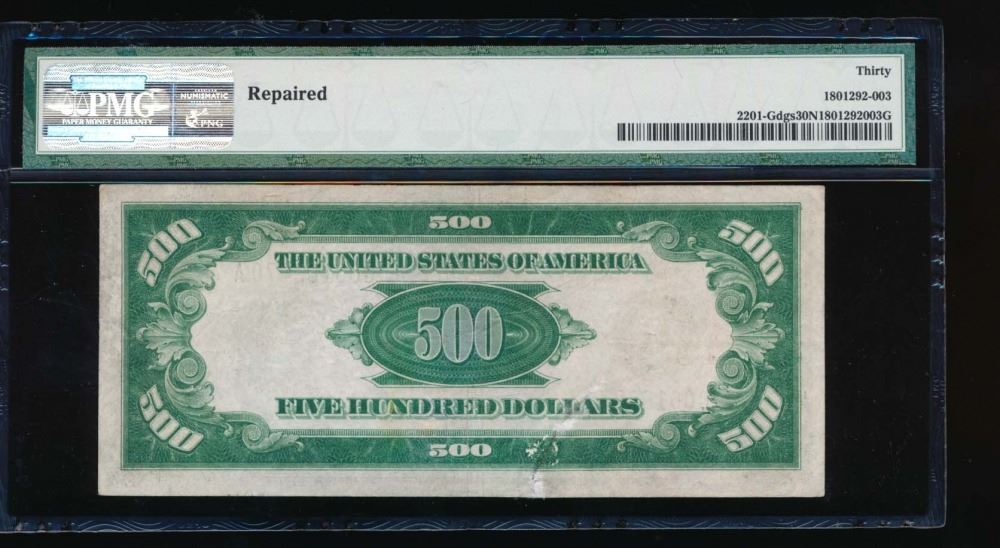 PMG
PAPER MONEY GUARANTY
NUMISMATIC
PNG
Repaired
Thirty
1801292-003
2201-Gdgs30N1801292003G
500
500 500
THE UNITED STATES OF AMERICA
500
FIVE HUNDRED DOLLARS
500 500
500